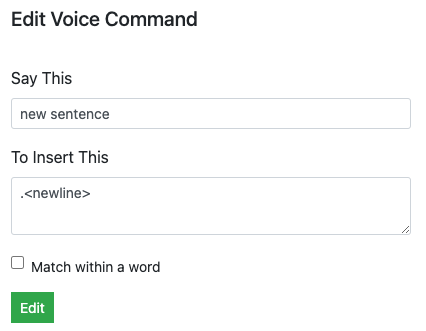 Edit Voice Command
Say This
new sentence
To Insert This
.<newline>
Match within a word
Edit